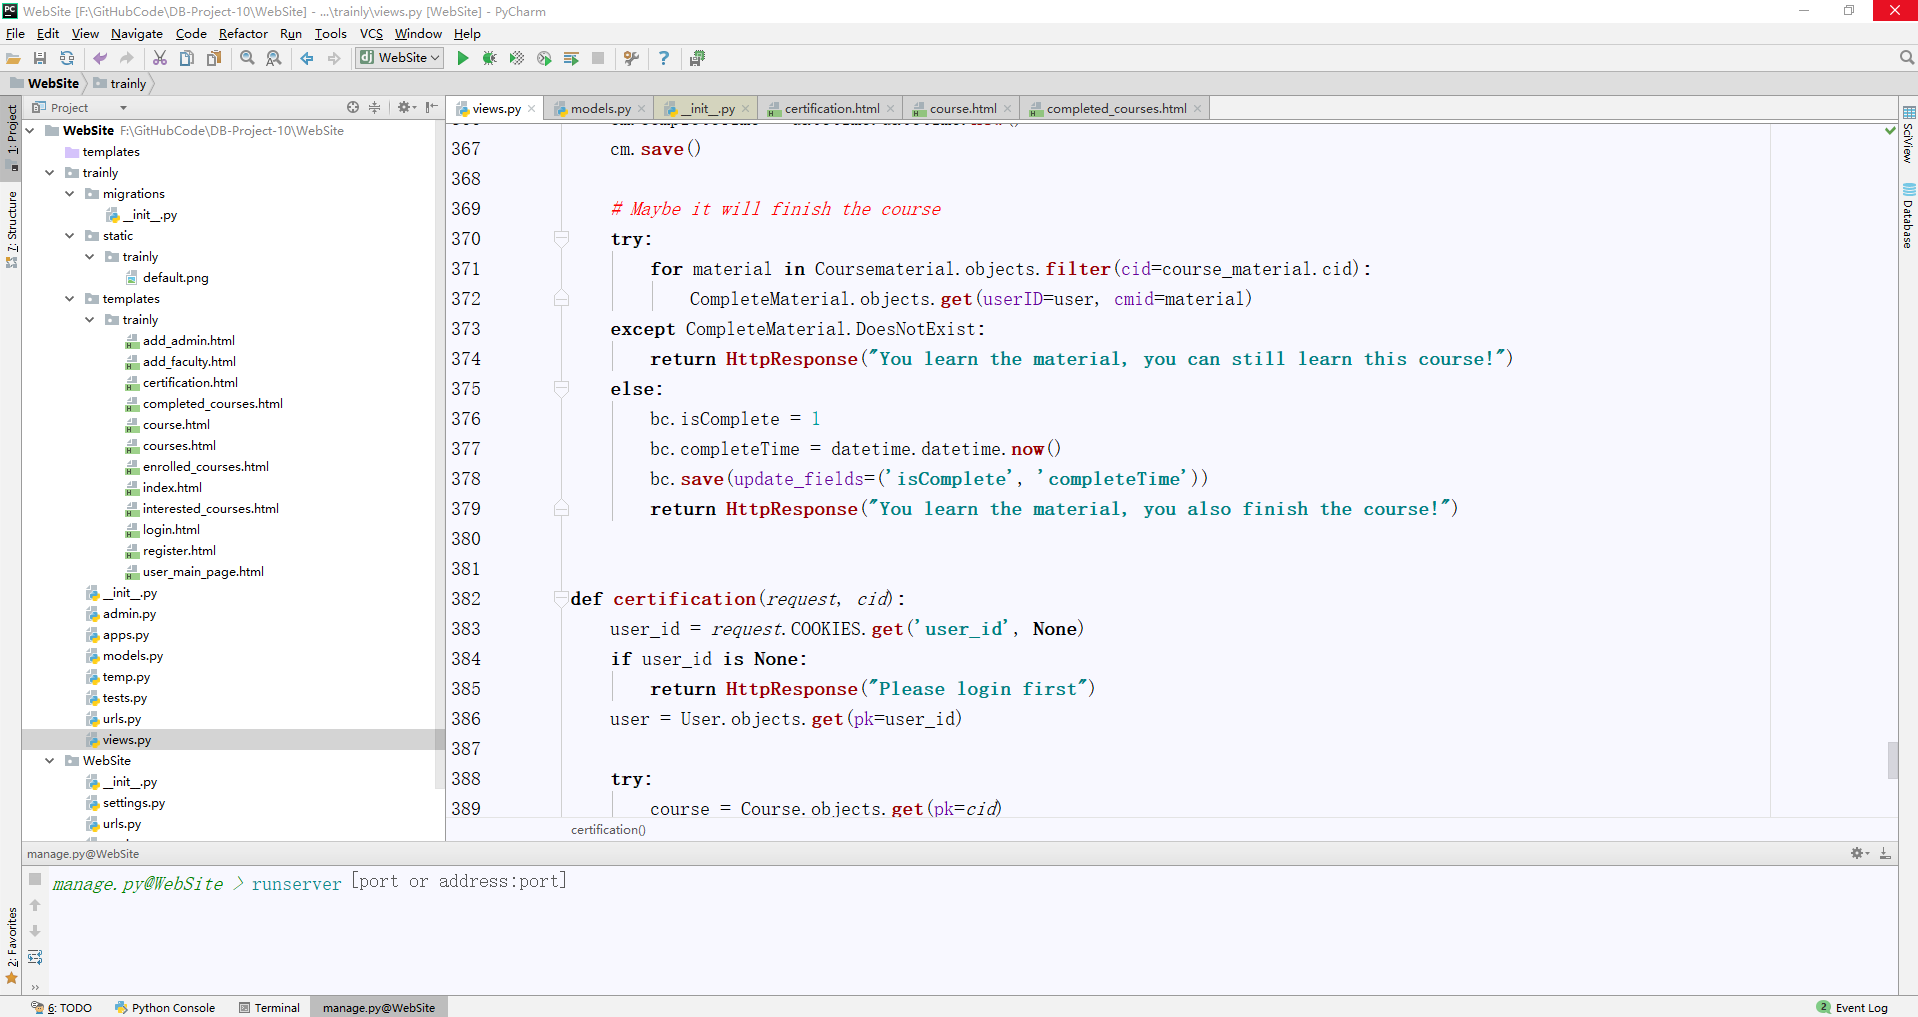 WebSite [F:\GitHubCode\DB-Project-10\WebSite] - ...\trainly\views.py [WebSite] - PyCharm
File Edit View Navigate Code Refactor Run Tools VCS Window Help
WebSite
WebSite trainly
1: Project
7: Structure
2: Favorites
Project
WebSite F:\GitHubCode\DB-Project-10\WebSite
templates
trainly
migrations
__init__.py
static
trainly
default.png
templates
trainly
add_admin.html
add_faculty.html
certification.html
completed_courses.html
course.html
courses.html
enrolled_courses.html
index.html
interested_courses.html
login.html
register.html
user_main_page.html
__init__.py
admin.py
apps.py
models.py
temp.py
tests.py
urls.py
views.py
WebSite
__init__.py
settings.py
urls.py
views.py models.py __init__.py certification.html course.html completed_courses.html
367 cm.save()
368
369 # Maybe it will finish the course
370 try:
371 for material in Coursematerial.objects.filter(cid=course_material.cid):
372 CompleteMaterial.objects.get(userID=user, cmid=material)
373 except CompleteMaterial.DoesNotExist:
374 return HttpResponse("You learn the material, you can still learn this course!")
375 else:
376 bc.isComplete = 1
377 bc.completeTime = datetime.datetime.now()
378 bc.save(update_fields=('isComplete', 'completeTime'))
379 return HttpResponse("You learn the material, you also finish the course!")
380
381
382 def certification(request, cid):
383 user_id = request.COOKIES.get('user_id', None)
384 if user_id is None:
385 return HttpResponse("Please login first")
386 user = User.objects.get(pk=user_id)
387
388 try:
389 course = Course.objects.get(pk=cid)
certification()
SciView
Database
manage.py@WebSite
manage.py@WebSite > runserver [port or address:port]
6: TODO Python Console Terminal manage.py@WebSite 2 Event Log